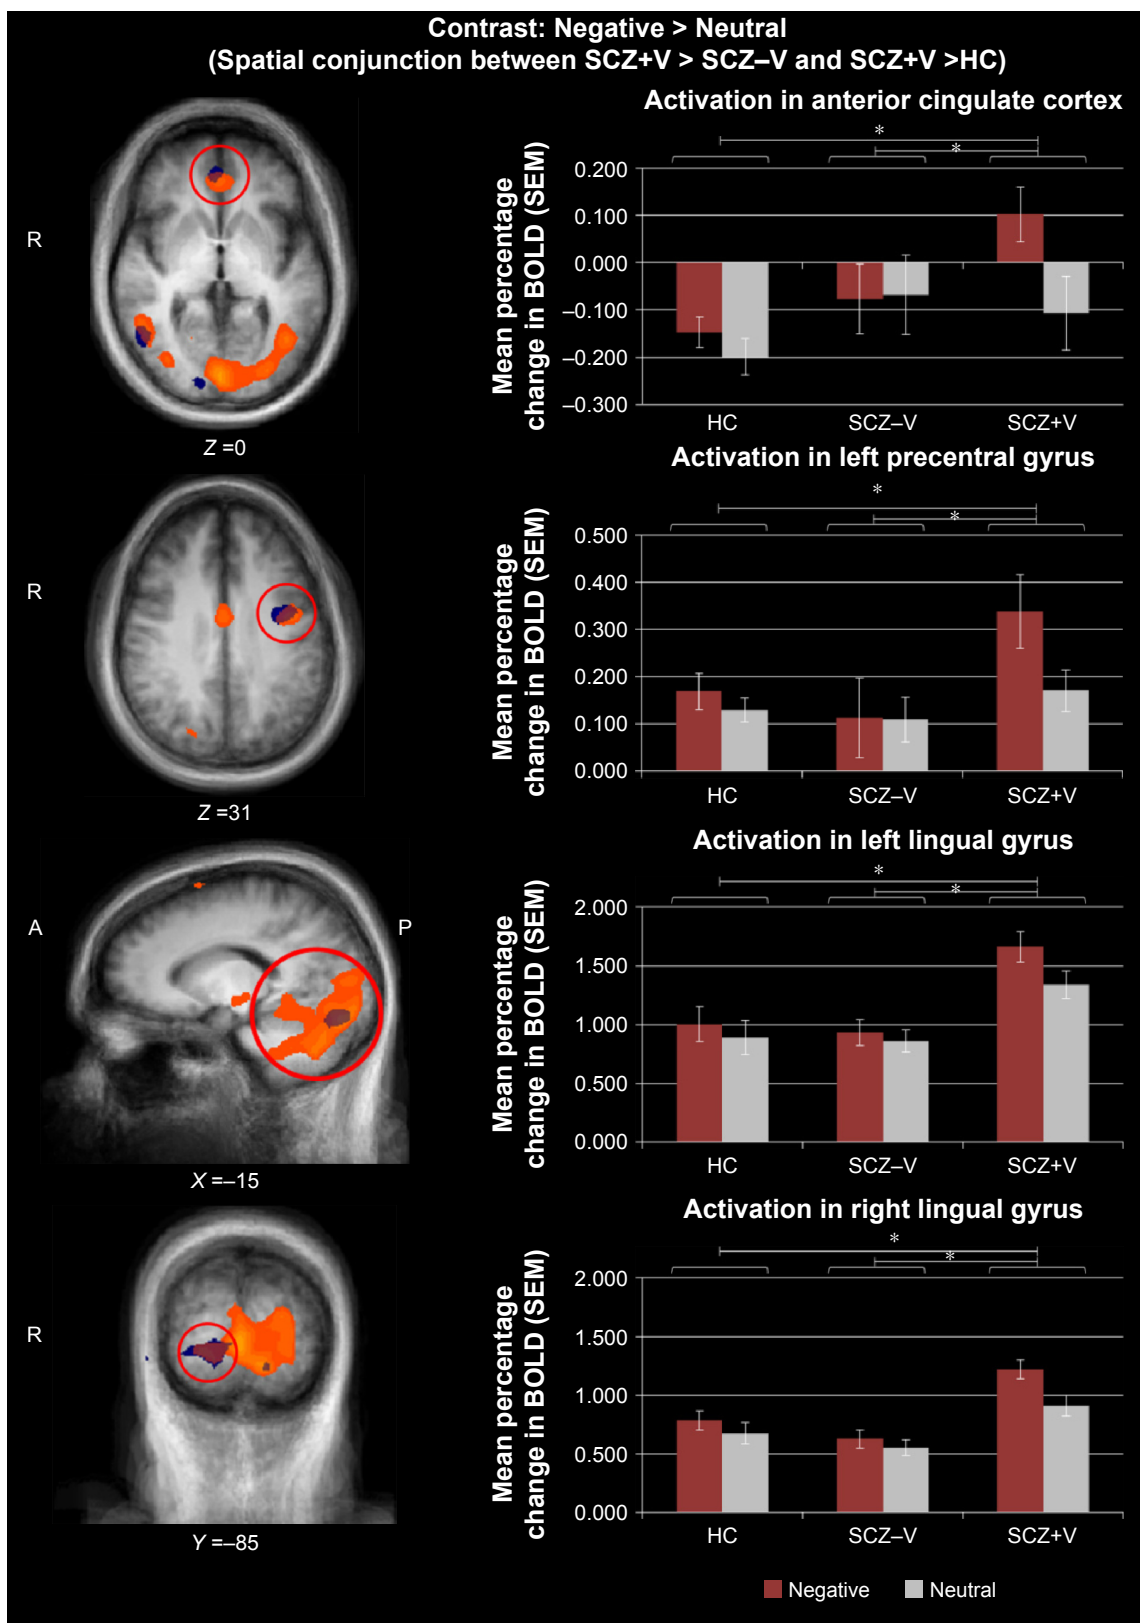 Contrast: Negative > Neutral
(Spatial conjunction between SCZ+V > SCZ–V and SCZ+V >HC)
R
Z =0
Activation in anterior cingulate cortex
Mean percentage
change in BOLD (SEM)
*
*
0.200
0.100
0.000
–0.100
–0.200
–0.300
HC
SCZ–V
SCZ+V
R
Z =31
Activation in left precentral gyrus
Mean percentage
change in BOLD (SEM)
*
*
0.500
0.400
0.300
0.200
0.100
0.000
HC
SCZ–V
SCZ+V
A
P
X =–15
Activation in left lingual gyrus
Mean percentage
change in BOLD (SEM)
*
*
2.000
1.500
1.000
0.500
0.000
HC
SCZ–V
SCZ+V
R
Y =–85
Activation in right lingual gyrus
Mean percentage
change in BOLD (SEM)
*
*
2.000
1.500
1.000
0.500
0.000
HC
SCZ–V
SCZ+V
Negative
Neutral